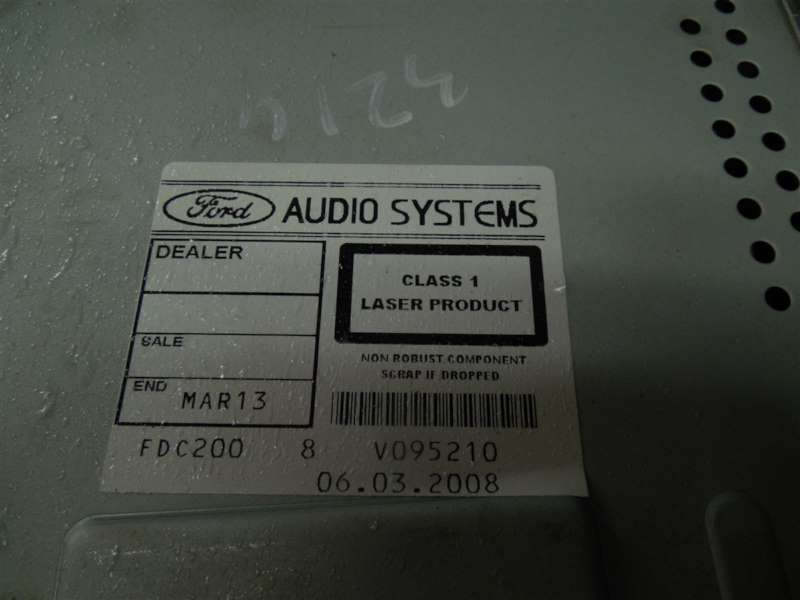 Ford AUDIO SYSTEMS
DEALER
CLASS 1
LASER PRODUCT
SALE
NON ROBUST COMPONENT
SCRAP IF DROPPED
END MAR13
FDC200 8 V095210
06.03.2008